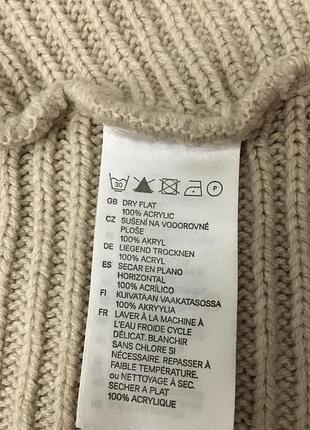 30 P
GB DRY FLAT
100% ACRYLIC
CZ SUŠENÍ NA VODOROVNÉ
PLOŠE
100% AKRYL
DE LIEGEND TROCKNEN
100% ACRYL
ES SECAR EN PLANO
HORIZONTAL
100% ACRÍLICO
FI KUIVATAAN VAAKATASOSSA
100% AKRYYLIA
FR LAVER À LA MACHINE À
L'EAU FROIDE CYCLE
DÉLICAT. BLANCHIR
SANS CHLORE SI
NÉCESSAIRE. REPASSER À
FAIBLE TEMPÉRATURE.
ou NETTOYAGE À SEC.
SECHER A PLAT
100% ACRYLIQUE